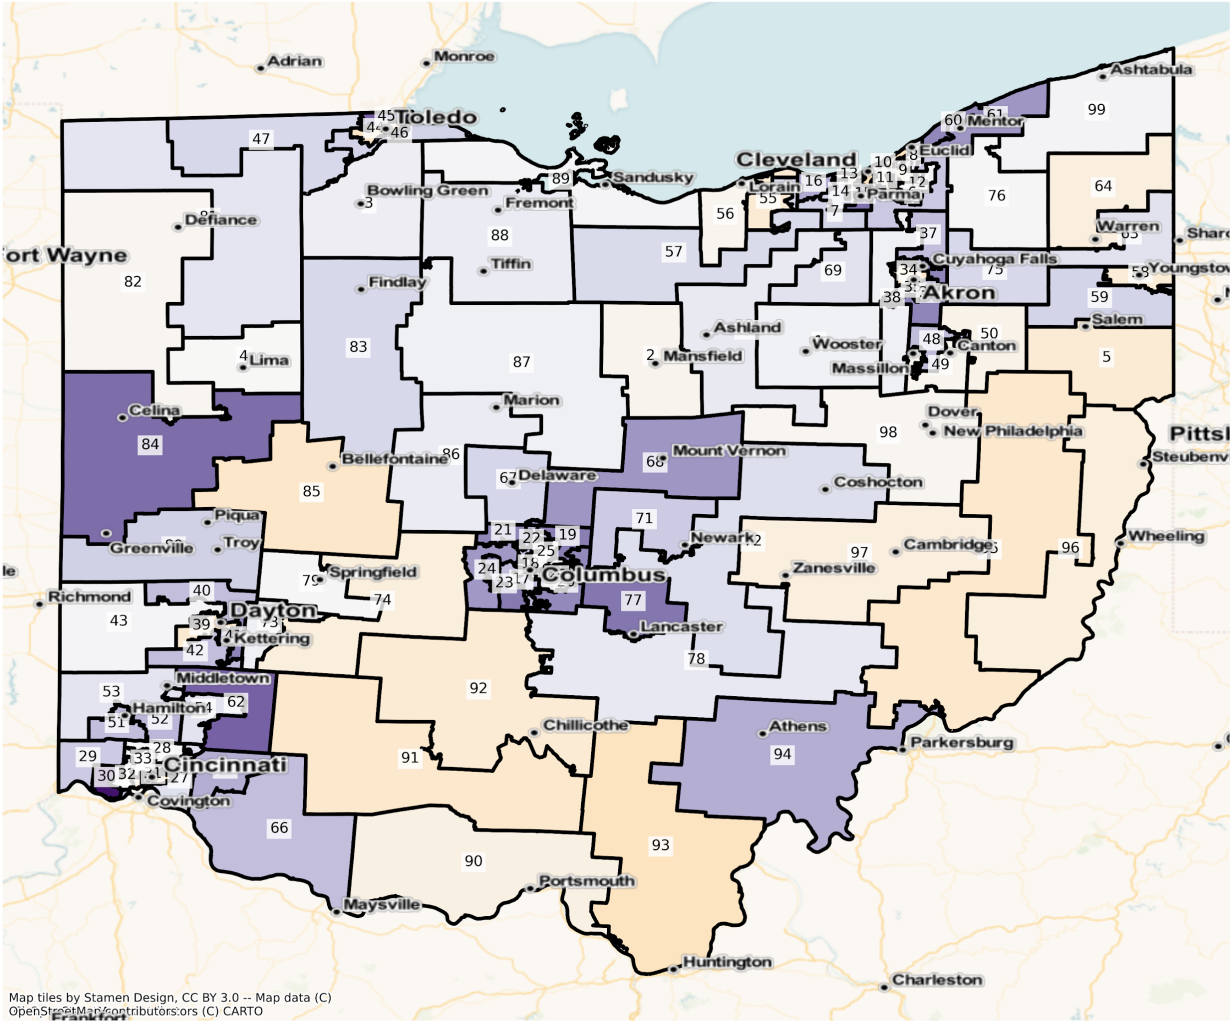 Adrian
Monroe
Ashtabula
99
45
Toledo
44
46
47
60
61
Mentor
Euclid
8
Cleveland
10
9
13
11
12
16
14
Parma
7
Lorain
55
56
89
Sandusky
Bowling Green
3
Fremont
88
Tiffin
76
64
Warren
Defiance
ort Wayne
82
57
37
69
34
Cuyahoga Falls
75
Akron
38
58
Youngstow
59
Salem
Findlay
83
4
Lima
87
2
Mansfield
Ashland
Wooster
Massillon
48
Canton
50
49
5
Celina
84
Marion
86
Dover
New Philadelphia
98
Pittsl
Steubenv
Bellefontaine
85
67
Delaware
68
Mount Vernon
Coshocton
Piqua
Greenville
Troy
21
22
19
25
71
Newark
97
Cambridge
96
Wheeling
Zanesville
24
18
23
17
Columbus
77
Lancaster
78
Springfield
79
74
Richmond
40
Dayton
43
39
73
Kettering
42
Middletown
53
Hamilton
62
51
52
92
Chillicothe
Athens
94
Parkersburg
29
28
33
Cincinnati
30
32
27
Covington
91
66
90
93
Portsmouth
Maysville
Huntington
Charleston
Map tiles by Stamen Design, CC BY 3.0 -- Map data (C)
Frankfort